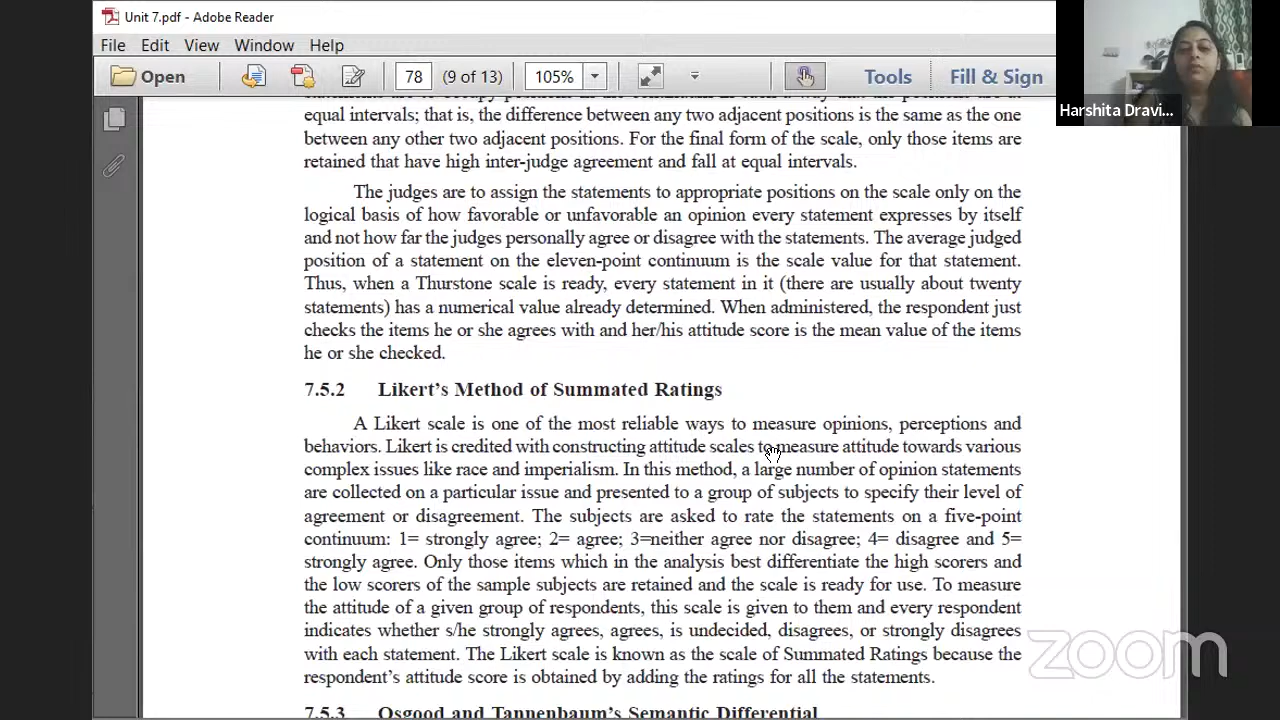 Unit 7.pdf - Adobe Reader
File Edit View Window Help
Open 78 (9 of 13) 105% Tools Fill & Sign
Harshita Dravi...
equal intervals; that is, the difference between any two adjacent positions is the same as the one
between any other two adjacent positions. For the final form of the scale, only those items are
retained that have high inter-judge agreement and fall at equal intervals.
The judges are to assign the statements to appropriate positions on the scale only on the
logical basis of how favorable or unfavorable an opinion every statement expresses by itself
and not how far the judges personally agree or disagree with the statements. The average judged
position of a statement on the eleven-point continuum is the scale value for that statement.
Thus, when a Thurstone scale is ready, every statement in it (there are usually about twenty
statements) has a numerical value already determined. When administered, the respondent just
checks the items he or she agrees with and her/his attitude score is the mean value of the items
he or she checked.
7.5.2 Likert's Method of Summated Ratings
A Likert scale is one of the most reliable ways to measure opinions, perceptions and
behaviors. Likert is credited with constructing attitude scales to measure attitude towards various
complex issues like race and imperialism. In this method, a large number of opinion statements
are collected on a particular issue and presented to a group of subjects to specify their level of
agreement or disagreement. The subjects are asked to rate the statements on a five-point
continuum: 1= strongly agree; 2= agree; 3=neither agree nor disagree; 4= disagree and 5=
strongly agree. Only those items which in the analysis best differentiate the high scorers and
the low scorers of the sample subjects are retained and the scale is ready for use. To measure
the attitude of a given group of respondents, this scale is given to them and every respondent
indicates whether s/he strongly agrees, agrees, is undecided, disagrees, or strongly disagrees
with each statement. The Likert scale is known as the scale of Summated Ratings because the
respondent's attitude score is obtained by adding the ratings for all the statements.
zoom
7.5.3 Osgood and Tannenbaum's Semantic Differential